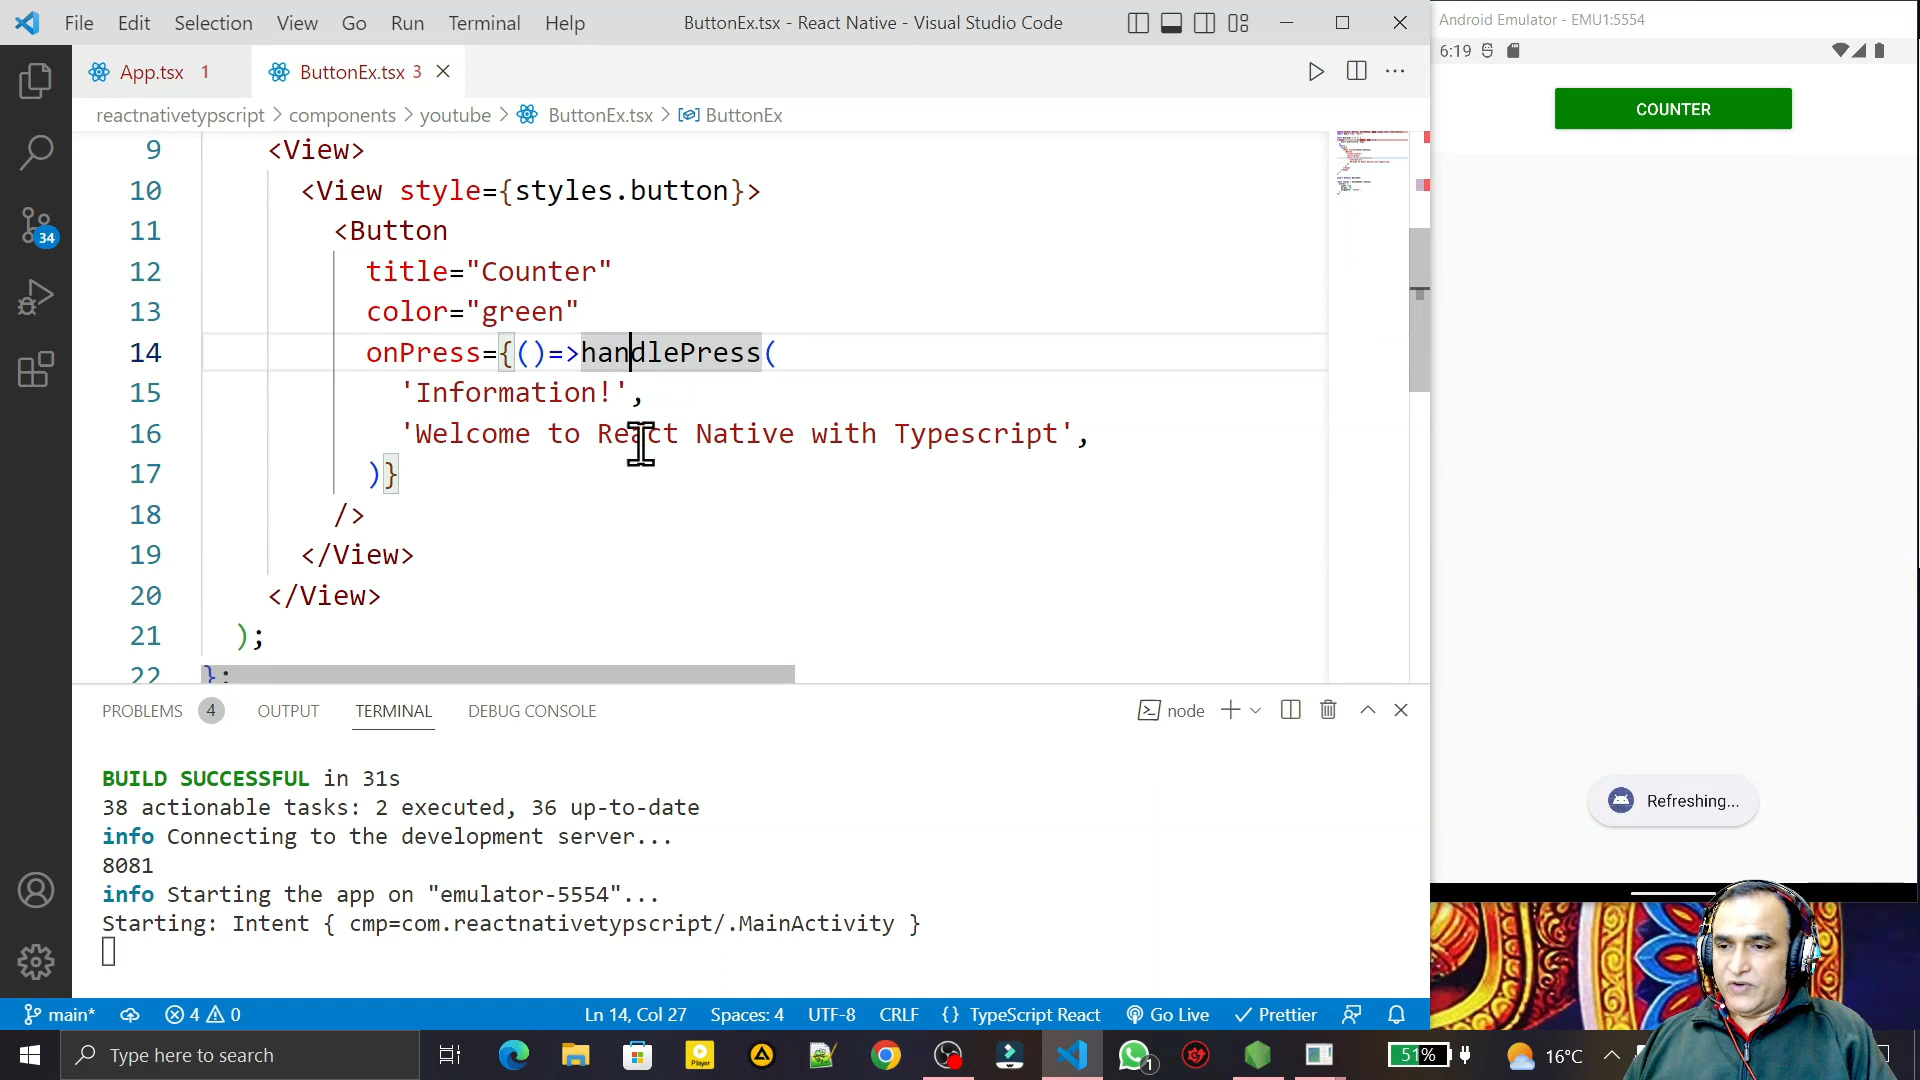 File Edit Selection View Go Run Terminal Help
ButtonEx.tsx - React Native - Visual Studio Code
Android Emulator - EMU1:5554
6:19
App.tsx 1
ButtonEx.tsx 3
reactnativetypscript > components > youtube > ButtonEx.tsx > ButtonEx
COUNTER
9 <View>
10 <View style={styles.button}>
11 <Button
12 title="Counter"
13 color="green"
14 onPress={()=>handlePress(
15 'Information!',
16 'Welcome to React Native with Typescript',
17 )}
18 />
19 </View>
20 </View>
21 );
22 };
34
PROBLEMS 4 OUTPUT TERMINAL DEBUG CONSOLE
node
BUILD SUCCESSFUL in 31s
38 actionable tasks: 2 executed, 36 up-to-date
info Connecting to the development server...
8081
info Starting the app on "emulator-5554"...
Starting: Intent { cmp=com.reactnativetypscript/.MainActivity }
Refreshing...
main* 4 0 Ln 14, Col 27 Spaces: 4 UTF-8 CRLF {} TypeScript React Go Live Prettier
Type here to search
Player
1
51%
16°C